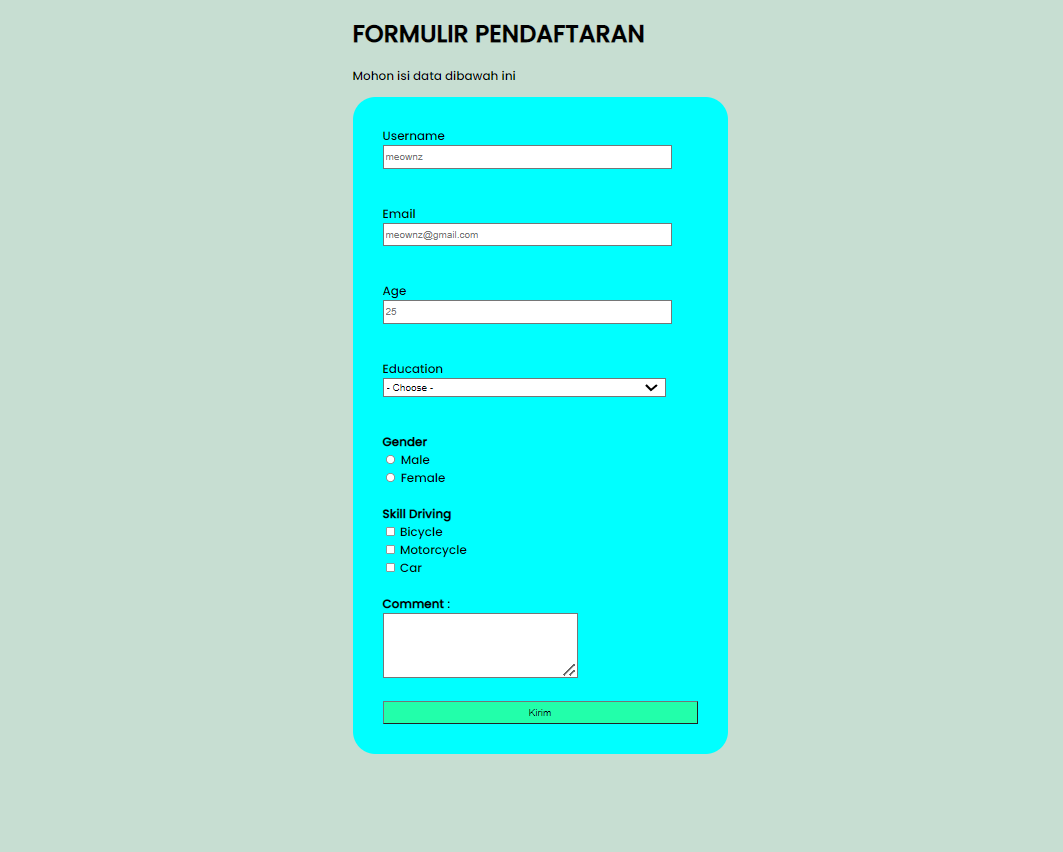 FORMULIR PENDAFTARAN
Mohon isi data dibawah ini
Username
meownz
Email
meownz@gmail.com
Age
25
Education
- Choose -
Gender
Male
Female
Skill Driving
Bicycle
Motorcycle
Car
Comment :
Kirim